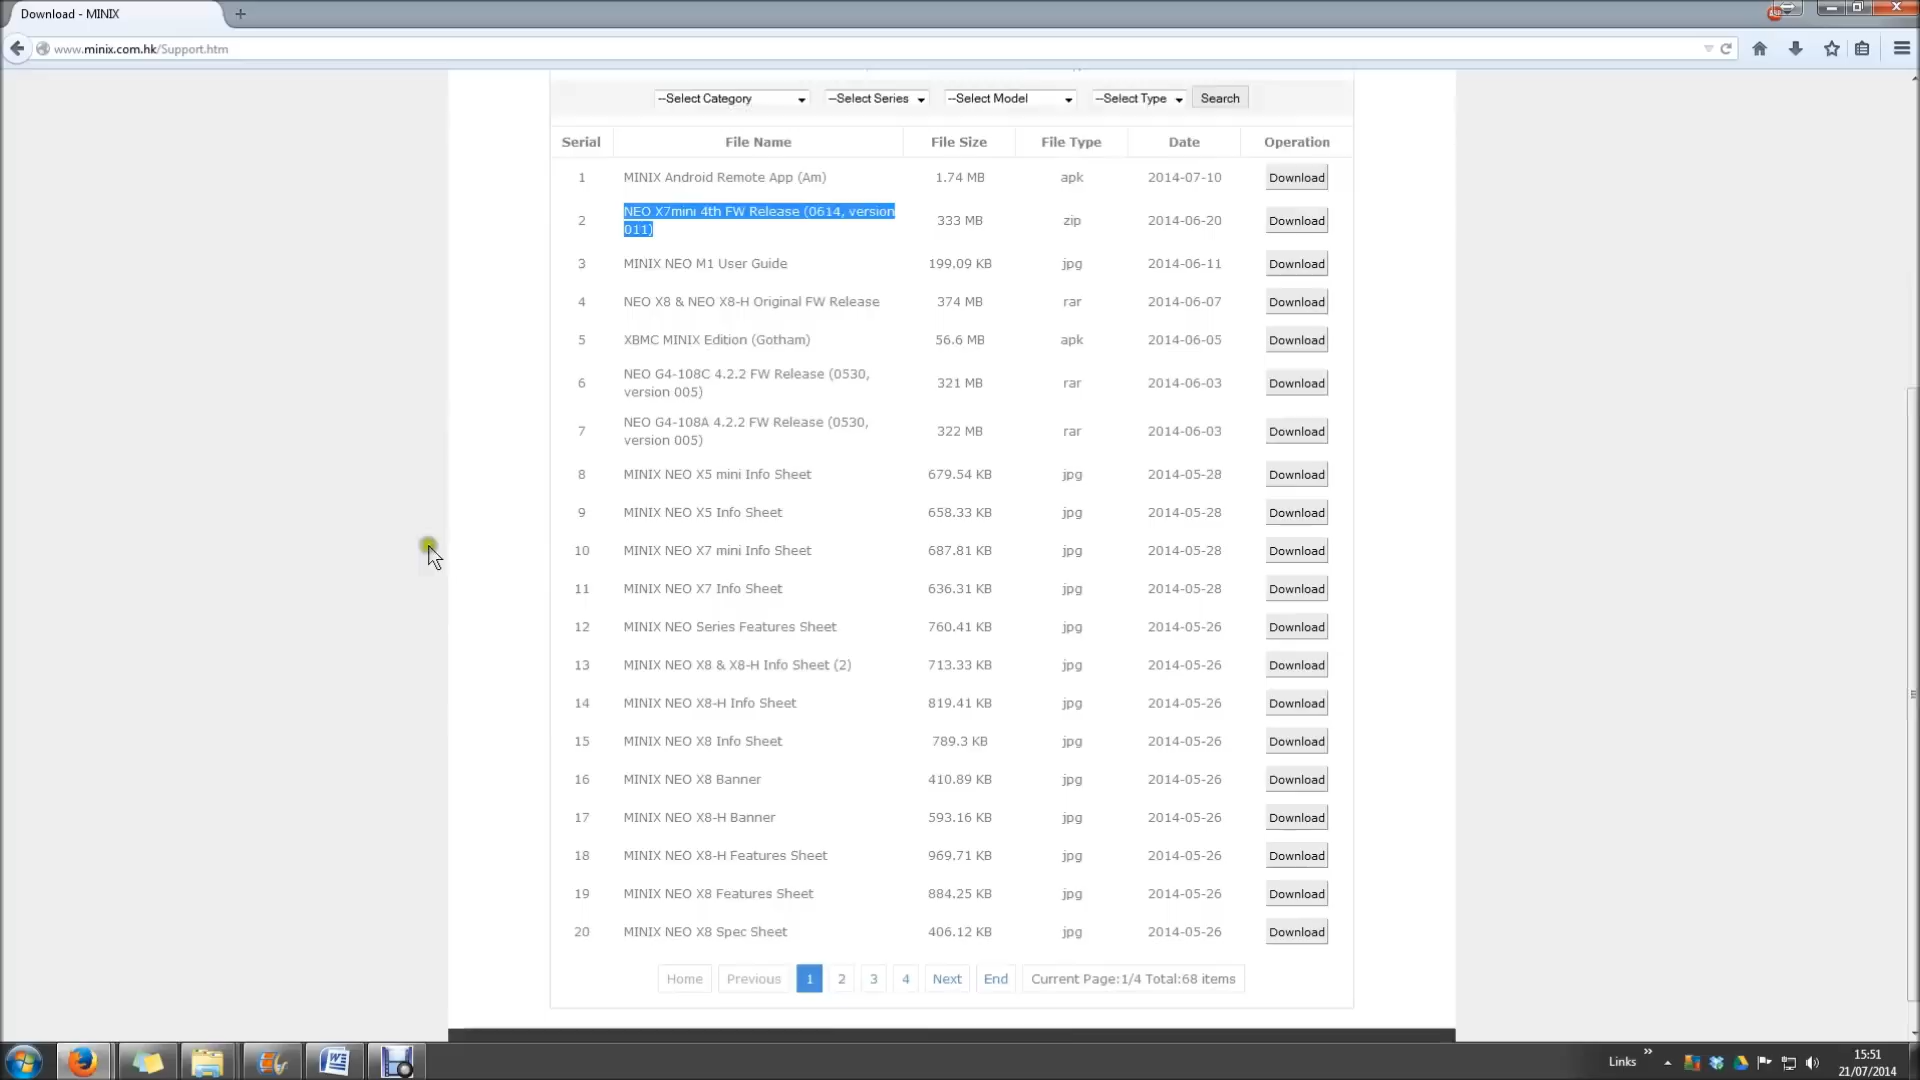 Download - MINIX
www.minix.com.hk/Support.htm
--Select Category --Select Series --Select Model --Select Type Search
Serial File Name File Size File Type Date Operation
1 MINIX Android Remote App (Am) 1.74 MB apk 2014-07-10 Download
NEO X7mini 4th FW Release (0614, version
2 333 MB zip 2014-06-20 Download
011)
3 MINIX NEO M1 User Guide 199.09 KB jpg 2014-06-11 Download
4 NEO X8 & NEO X8-H Original FW Release 374 MB rar 2014-06-07 Download
5 XBMC MINIX Edition (Gotham) 56.6 MB apk 2014-06-05 Download
NEO G4-108C 4.2.2 FW Release (0530,
6 321 MB rar 2014-06-03 Download
version 005)
NEO G4-108A 4.2.2 FW Release (0530,
7 322 MB rar 2014-06-03 Download
version 005)
8 MINIX NEO X5 mini Info Sheet 679.54 KB jpg 2014-05-28 Download
9 MINIX NEO X5 Info Sheet 658.33 KB jpg 2014-05-28 Download
10 MINIX NEO X7 mini Info Sheet 687.81 KB jpg 2014-05-28 Download
11 MINIX NEO X7 Info Sheet 636.31 KB jpg 2014-05-28 Download
12 MINIX NEO Series Features Sheet 760.41 KB jpg 2014-05-26 Download
13 MINIX NEO X8 & X8-H Info Sheet (2) 713.33 KB jpg 2014-05-26 Download
14 MINIX NEO X8-H Info Sheet 819.41 KB jpg 2014-05-26 Download
15 MINIX NEO X8 Info Sheet 789.3 KB jpg 2014-05-26 Download
16 MINIX NEO X8 Banner 410.89 KB jpg 2014-05-26 Download
17 MINIX NEO X8-H Banner 593.16 KB jpg 2014-05-26 Download
18 MINIX NEO X8-H Features Sheet 969.71 KB jpg 2014-05-26 Download
19 MINIX NEO X8 Features Sheet 884.25 KB jpg 2014-05-26 Download
20 MINIX NEO X8 Spec Sheet 406.12 KB jpg 2014-05-26 Download
Home Previous 1 2 3 4 Next End Current Page:1/4 Total:68 items
Links » 15:51
21/07/2014